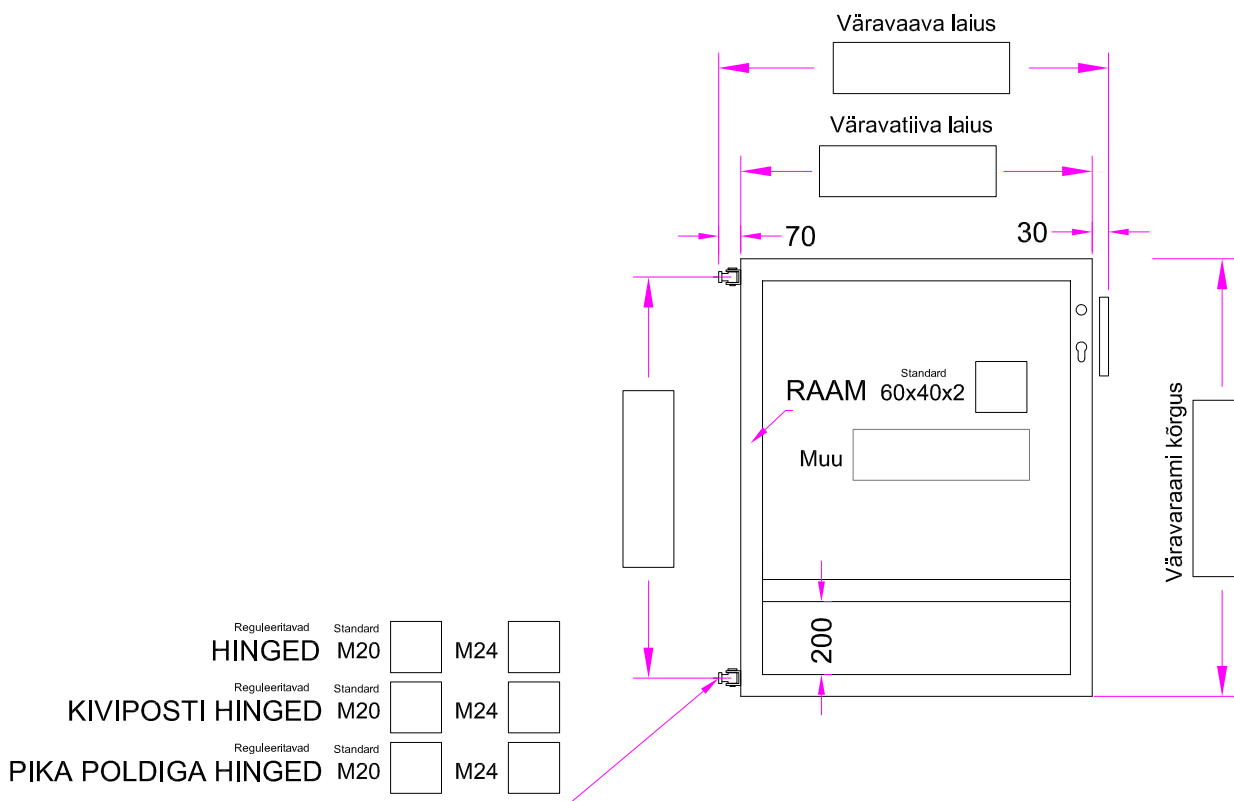 Väravaava laius
Väravatiiva laius
70
30
Standard
RAAM 60x40x2
Muu
Väravaraami kõrgus
200
Reguleeritavad Standard
HINGED M20 M24
Reguleeritavad Standard
KIVIPOSTI HINGED M20 M24
Reguleeritavad Standard
PIKA POLDIGA HINGED M20 M24